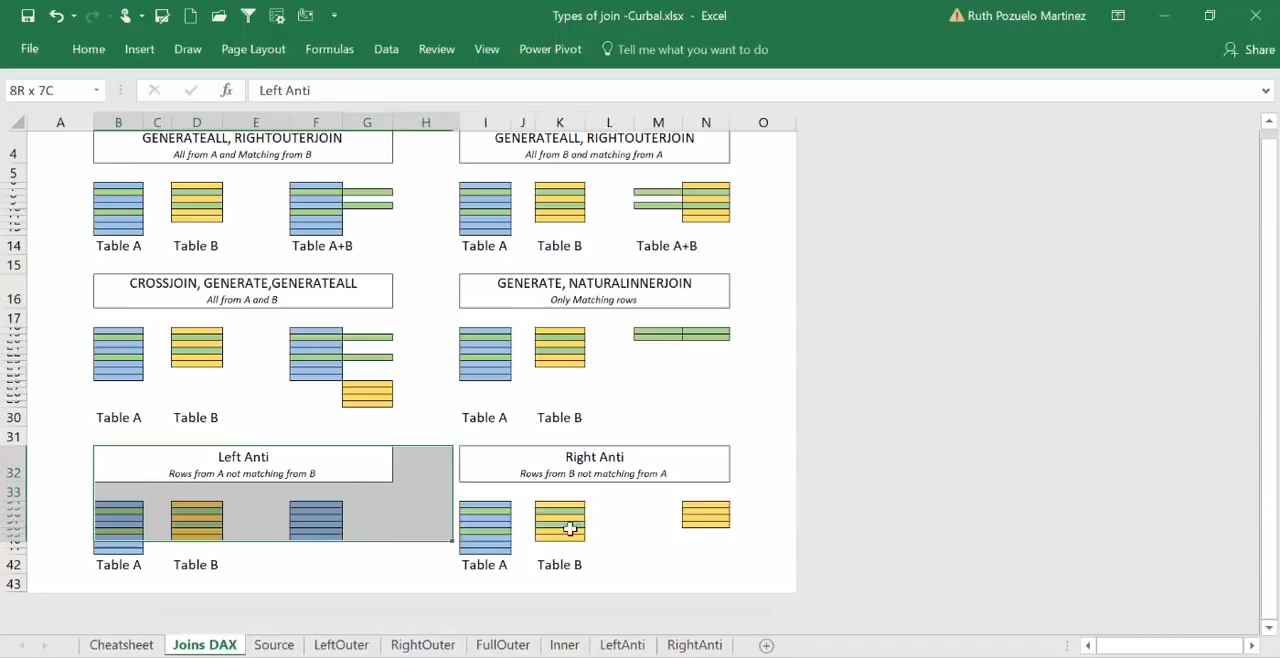 Types of join -Curbal.xlsx - Excel
Ruth Pozuelo Martinez
File Home Insert Draw Page Layout Formulas Data Review View Power Pivot Tell me what you want to do Share
8R x 7C fx Left Anti
A B C D E F G H I J K L M N O
GENERATEALL, RIGHTOUTERJOIN GENERATEALL, RIGHTOUTERJOIN
4 All from A and Matching from B All from B and matching from A
5
14 Table A Table B Table A+B Table A Table B Table A+B
15
CROSSJOIN, GENERATE,GENERATEALL GENERATE, NATURALINNERJOIN
16 All from A and B Only Matching rows
17
30 Table A Table B Table A Table B
31
Left Anti Right Anti
32 Rows from A not matching from B Rows from B not matching from A
33
42 Table A Table B Table A Table B
43
Cheatsheet Joins DAX Source LeftOuter RightOuter FullOuter Inner LeftAnti RightAnti